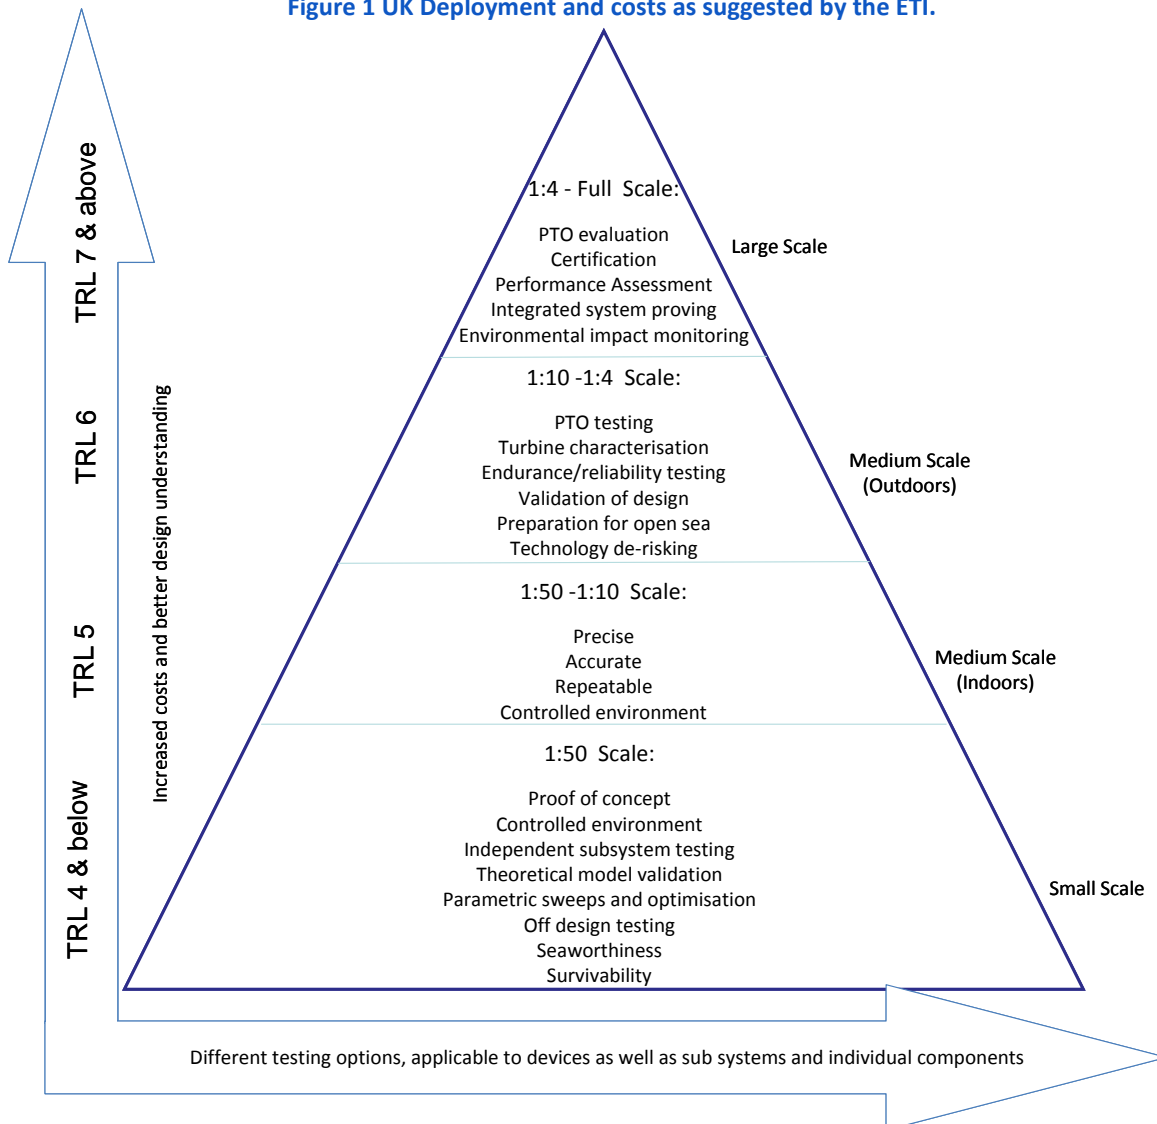 Figure 1 UK Deployment and costs as suggested by the ETI.
TRL 7 & above
TRL 6
TRL 5
TRL 4 & below
Increased costs and better design understanding
1:4 - Full  Scale:
PTO evaluation
Certification
Performance Assessment
Integrated system proving
Environmental impact monitoring
Large Scale
1:10 -1:4  Scale:
PTO testing
Turbine characterisation
Endurance/reliability testing
Validation of design
Preparation for open sea
Technology de-risking
Medium Scale
(Outdoors)
1:50 -1:10  Scale:
Precise
Accurate
Repeatable
Controlled environment
Medium Scale
(Indoors)
1:50  Scale:
Proof of concept
Controlled environment
Independent subsystem testing
Theoretical model validation
Parametric sweeps and optimisation
Off design testing
Seaworthiness
Survivability
Small Scale
Different testing options, applicable to devices as well as sub systems and individual components